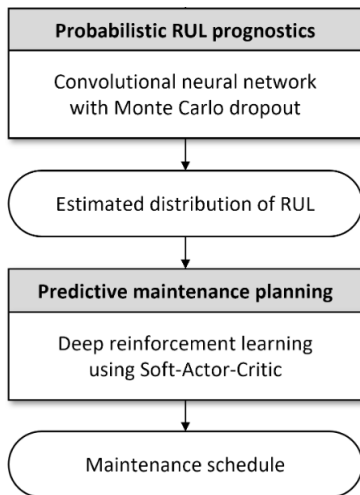 Probabilistic RUL prognostics
Convolutional neural network
with Monte Carlo dropout
Estimated distribution of RUL
Predictive maintenance planning
Deep reinforcement learning
using Soft-Actor-Critic
Maintenance schedule